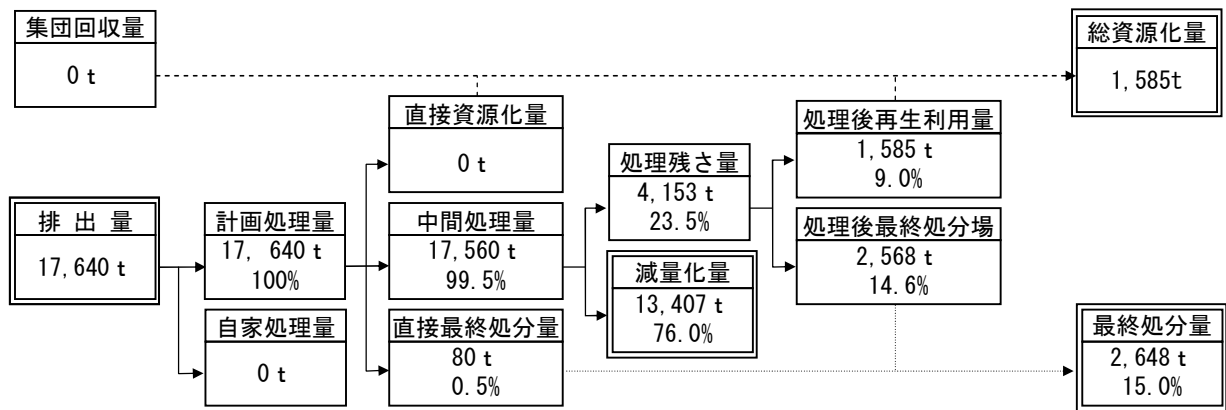 集団回収量
0 t
総資源化量
1,585t
直接資源化量
0 t
処理後再生利用量
1,585 t
9.0%
処理残さ量
4,153 t
23.5%
排 出 量
17,640 t
計画処理量
17, 640 t
100%
中間処理量
17,560 t
99.5%
処理後最終処分場
2,568 t
14.6%
減量化量
13,407 t
76.0%
自家処理量
0 t
直接最終処分量
80 t
0.5%
最終処分量
2,648 t
15.0%